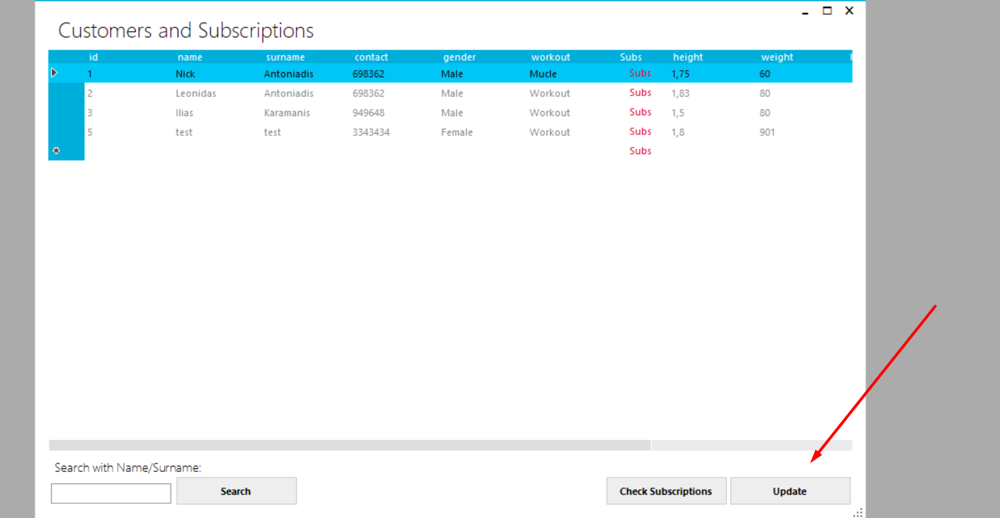 Customers and Subscriptions
id name surname contact gender workout Subs height weight
1 Nick Antoniadis 698362 Male Mucle Subs 1,75 60
2 Leonidas Antoniadis 698362 Male Workout Subs 1,83 80
3 Ilias Karamanis 949648 Male Workout Subs 1,5 80
5 test test 3343434 Female Workout Subs 1,8 901
Subs
Search with Name/Surname:
Search Check Subscriptions Update